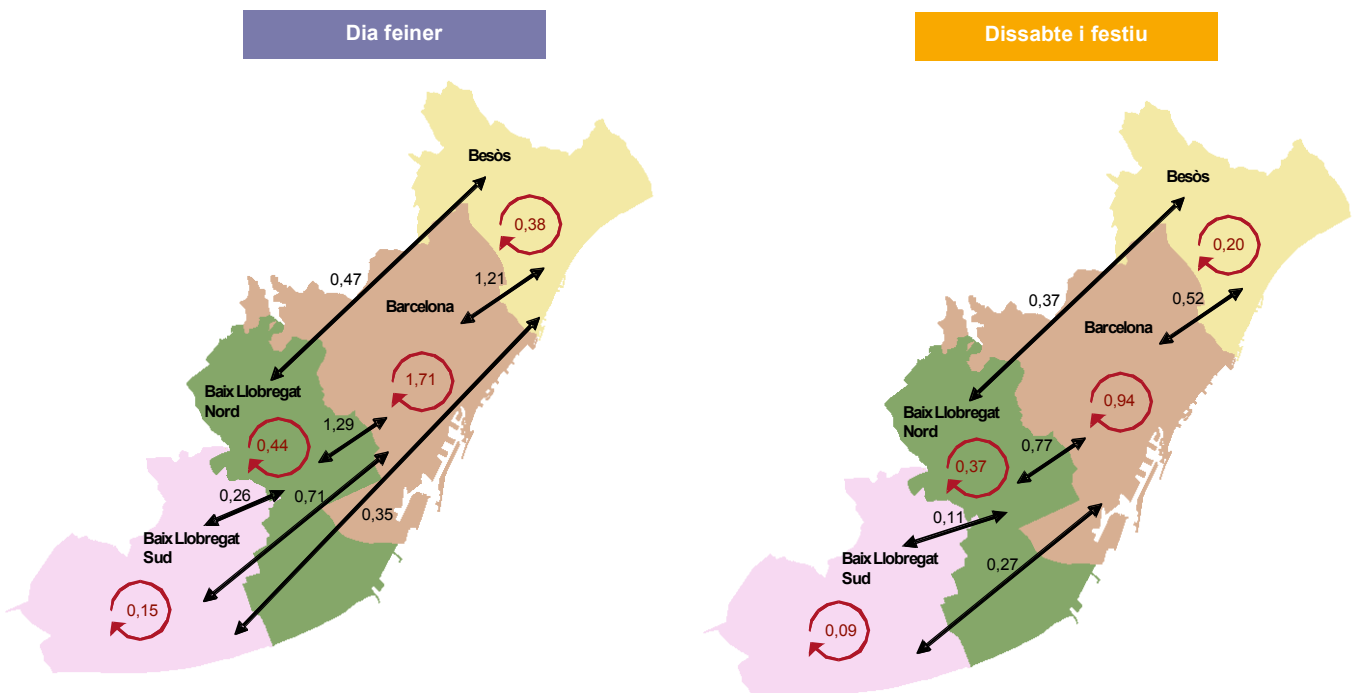 Dia feiner
Besòs
0,38
0,47
1,21
Barcelona
1,71
Baix Llobregat
Nord
1,29
0,44
0,26
0,71
0,35
Baix Llobregat
Sud
0,15
Dissabte i festiu
Besòs
0,20
0,37
0,52
Barcelona
0,94
Baix Llobregat
Nord
0,77
0,37
0,11
0,27
Baix Llobregat
Sud
0,09